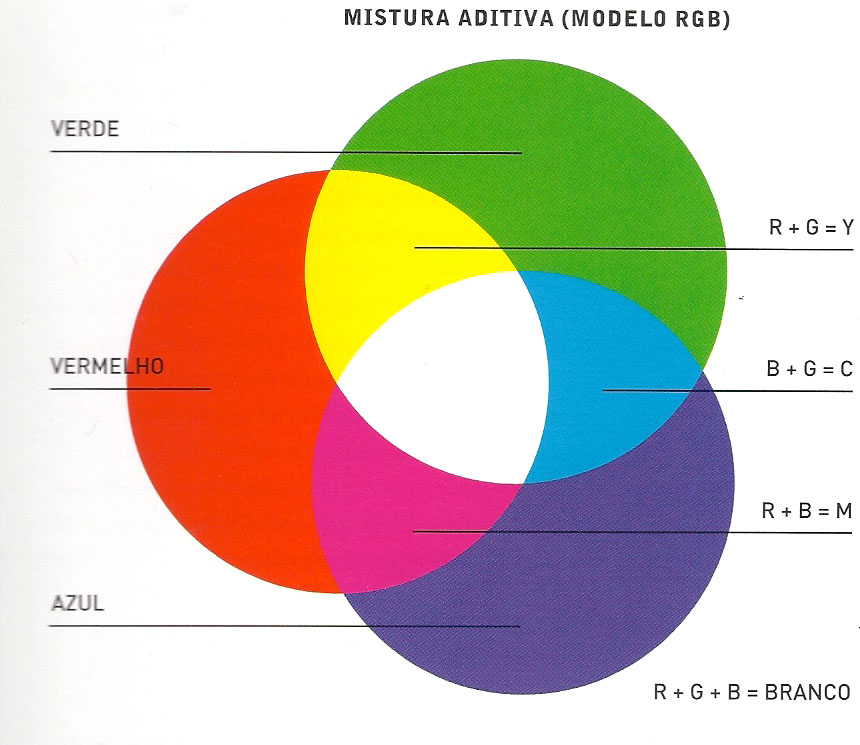 MISTURA ADITIVA (MODELO RGB)
VERDE
R + G = Y
VERMELHO
B + G = C
R + B = M
AZUL
R + G + B = BRANCO